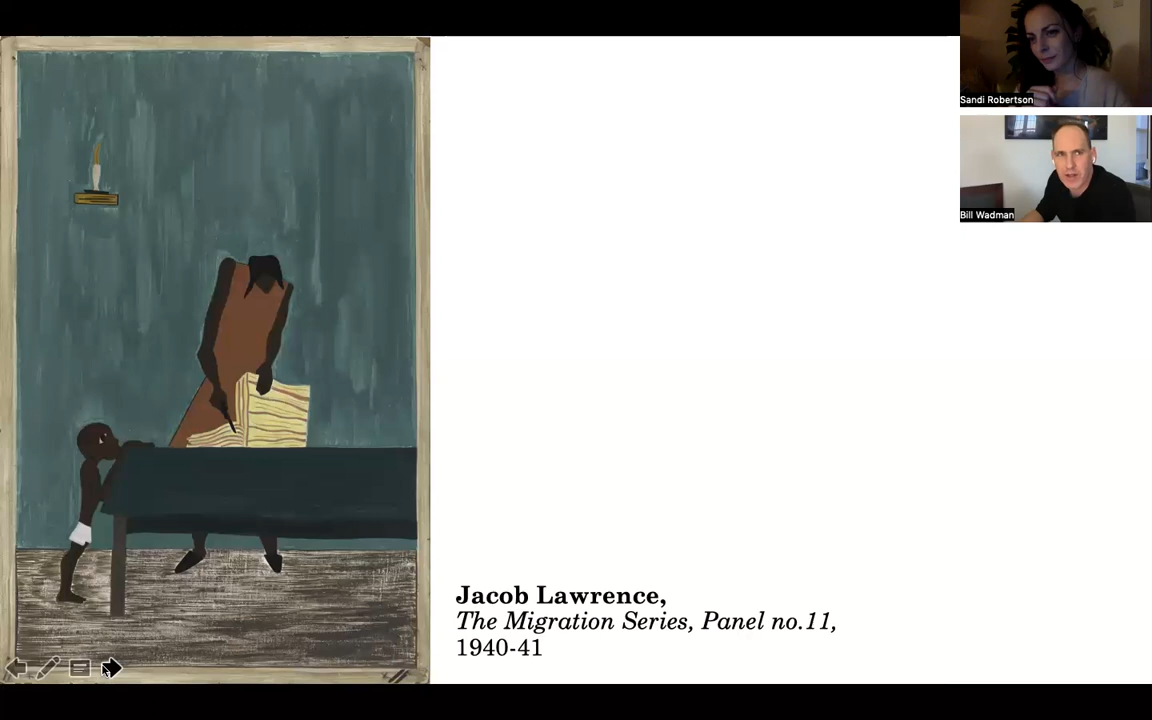 Sandi Robertson
Bill Wadman
Jacob Lawrence,
The Migration Series, Panel no.11,
1940-41